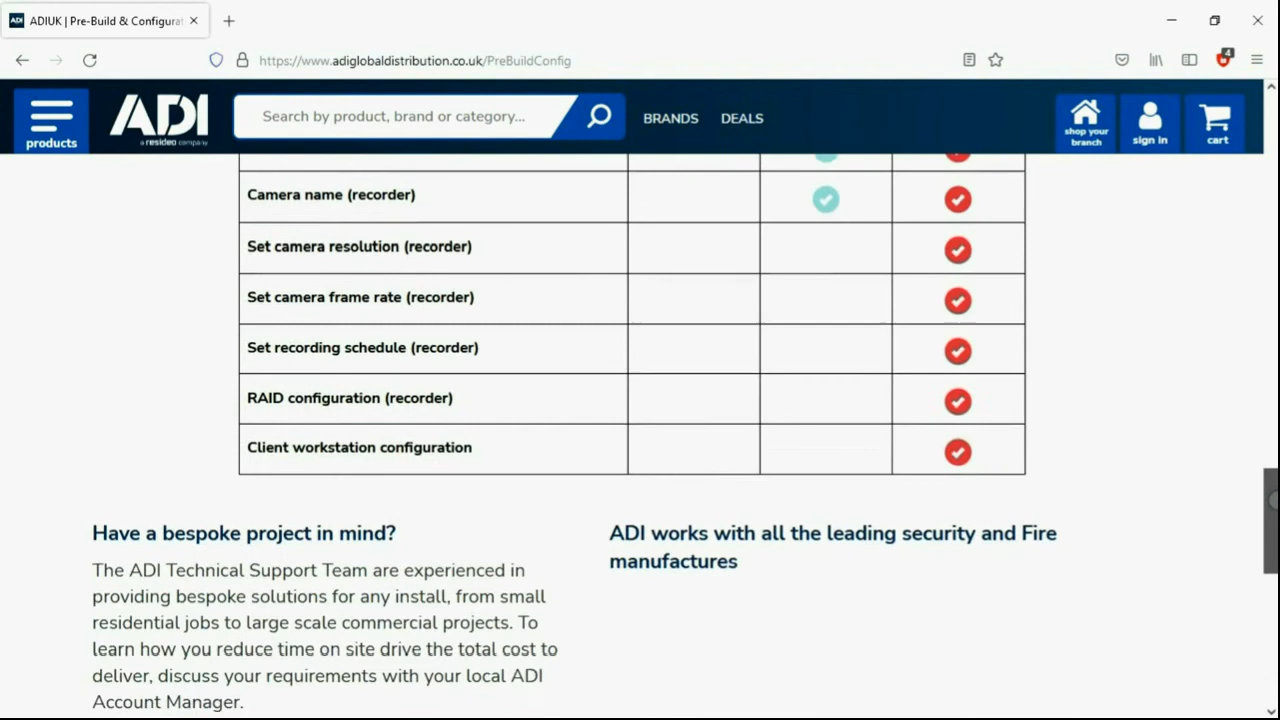 ADI
ADIUK | Pre-Build & Configurat
https://www.adiglobaldistribution.co.uk/PreBuildConfig
4
products
ADI
a resideo company
Search by product, brand or category...
BRANDS
DEALS
shop your
branch
sign in
cart
Camera name (recorder)
Set camera resolution (recorder)
Set camera frame rate (recorder)
Set recording schedule (recorder)
RAID configuration (recorder)
Client workstation configuration
Have a bespoke project in mind?
The ADI Technical Support Team are experienced in
providing bespoke solutions for any install, from small
residential jobs to large scale commercial projects. To
learn how you reduce time on site drive the total cost to
deliver, discuss your requirements with your local ADI
Account Manager.
ADI works with all the leading security and Fire
manufactures